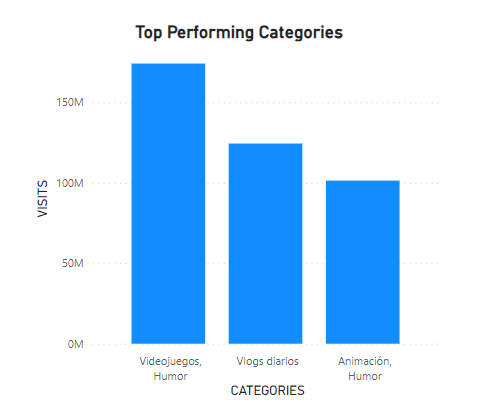 Top Performing Categories
150M
100M
50M
0M
VISITS
Videojuegos,
Humor
Vlogs diarios
Animación,
Humor
CATEGORIES